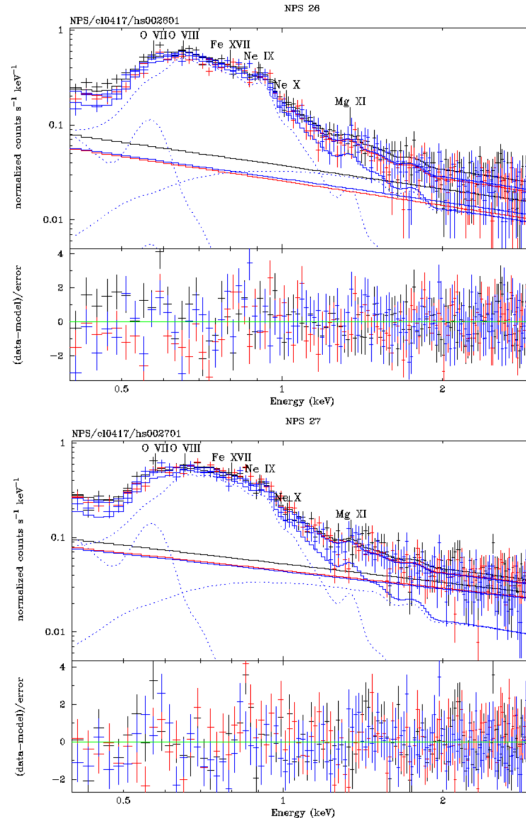 NPS 26
NPS/cl0417/hs002601
O VII O VIII
Fe XVII
Ne IX
Ne X
Mg XI
normalized counts s⁻¹ keV⁻¹
1
0.1
0.01
(data−model)/error
4
2
0
−2
0.5
1
2
Energy (keV)
NPS 27
NPS/cl0417/hs002701
O VII O VIII
Fe XVII
Ne IX
Ne X
Mg XI
normalized counts s⁻¹ keV⁻¹
1
0.1
0.01
(data−model)/error
4
2
0
−2
0.5
1
2
Energy (keV)